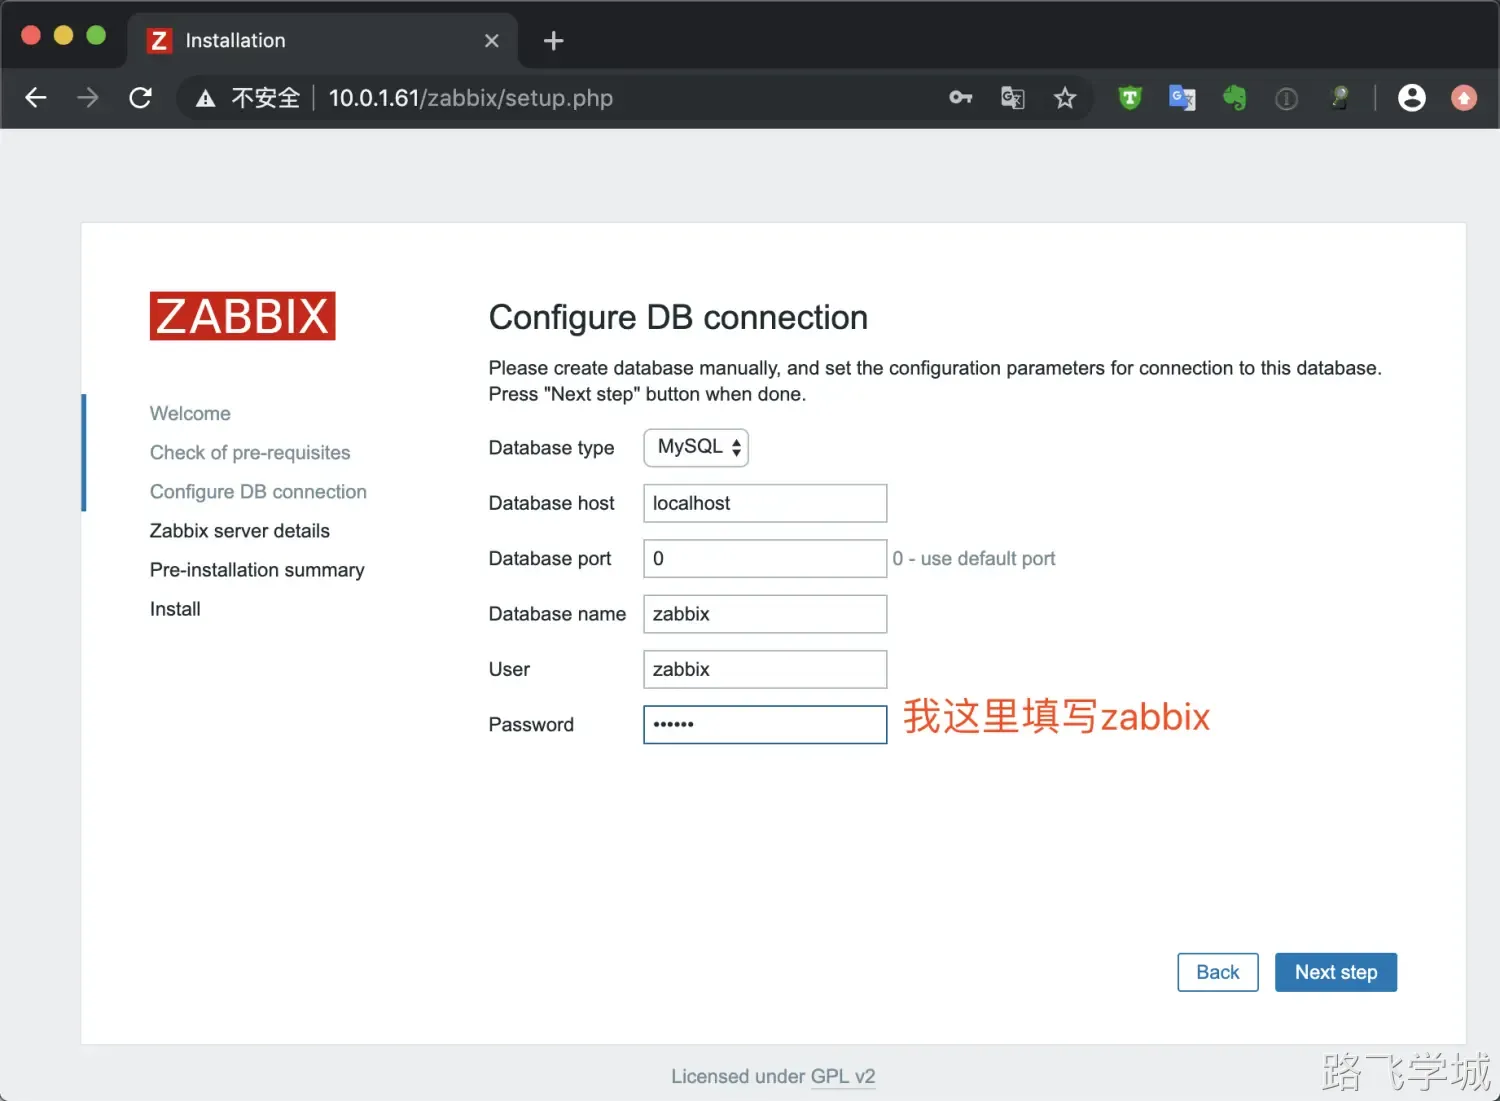 Installation
不安全 10.0.1.61/zabbix/setup.php
ZABBIX
Welcome
Check of pre-requisites
Configure DB connection
Zabbix server details
Pre-installation summary
Install
Configure DB connection
Please create database manually, and set the configuration parameters for connection to this database.
Press "Next step" button when done.
Database type MySQL
Database host localhost
Database port 0 0 - use default port
Database name zabbix
User zabbix
Password •••••• 我这里填写zabbix
Back Next step
Licensed under GPL v2
路飞学城